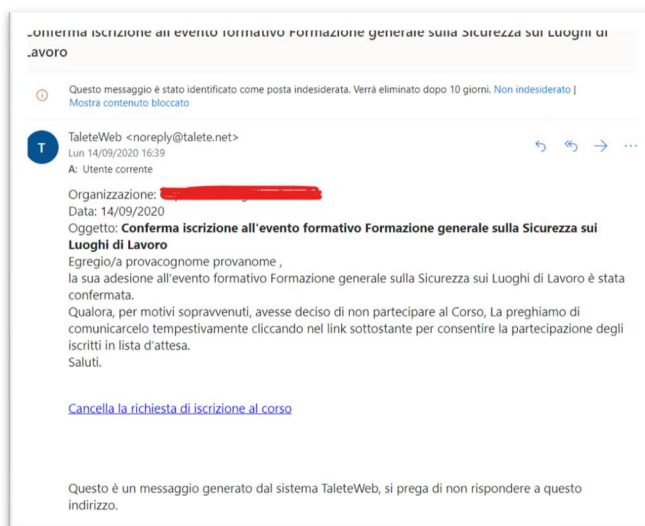 Conferma iscrizione all'evento formativo Formazione generale sulla Sicurezza sui Luoghi di
Lavoro
Questo messaggio è stato identificato come posta indesiderata. Verrà eliminato dopo 10 giorni. Non indesiderato |
Mostra contenuto bloccato
T
TaleteWeb <noreply@talete.net>
Lun 14/09/2020 16:39
A: Utente corrente
Organizzazione:
Data: 14/09/2020
Oggetto: Conferma iscrizione all'evento formativo Formazione generale sulla Sicurezza sui
Luoghi di Lavoro
Egregio/a provacognome provanome ,
la sua adesione all'evento formativo Formazione generale sulla Sicurezza sui Luoghi di Lavoro è stata
confermata.
Qualora, per motivi sopravvenuti, avesse deciso di non partecipare al Corso, La preghiamo di
comunicarcelo tempestivamente cliccando nel link sottostante per consentire la partecipazione degli
iscritti in lista d'attesa.
Saluti.
Cancella la richiesta di iscrizione al corso
Questo è un messaggio generato dal sistema TaleteWeb, si prega di non rispondere a questo
indirizzo.